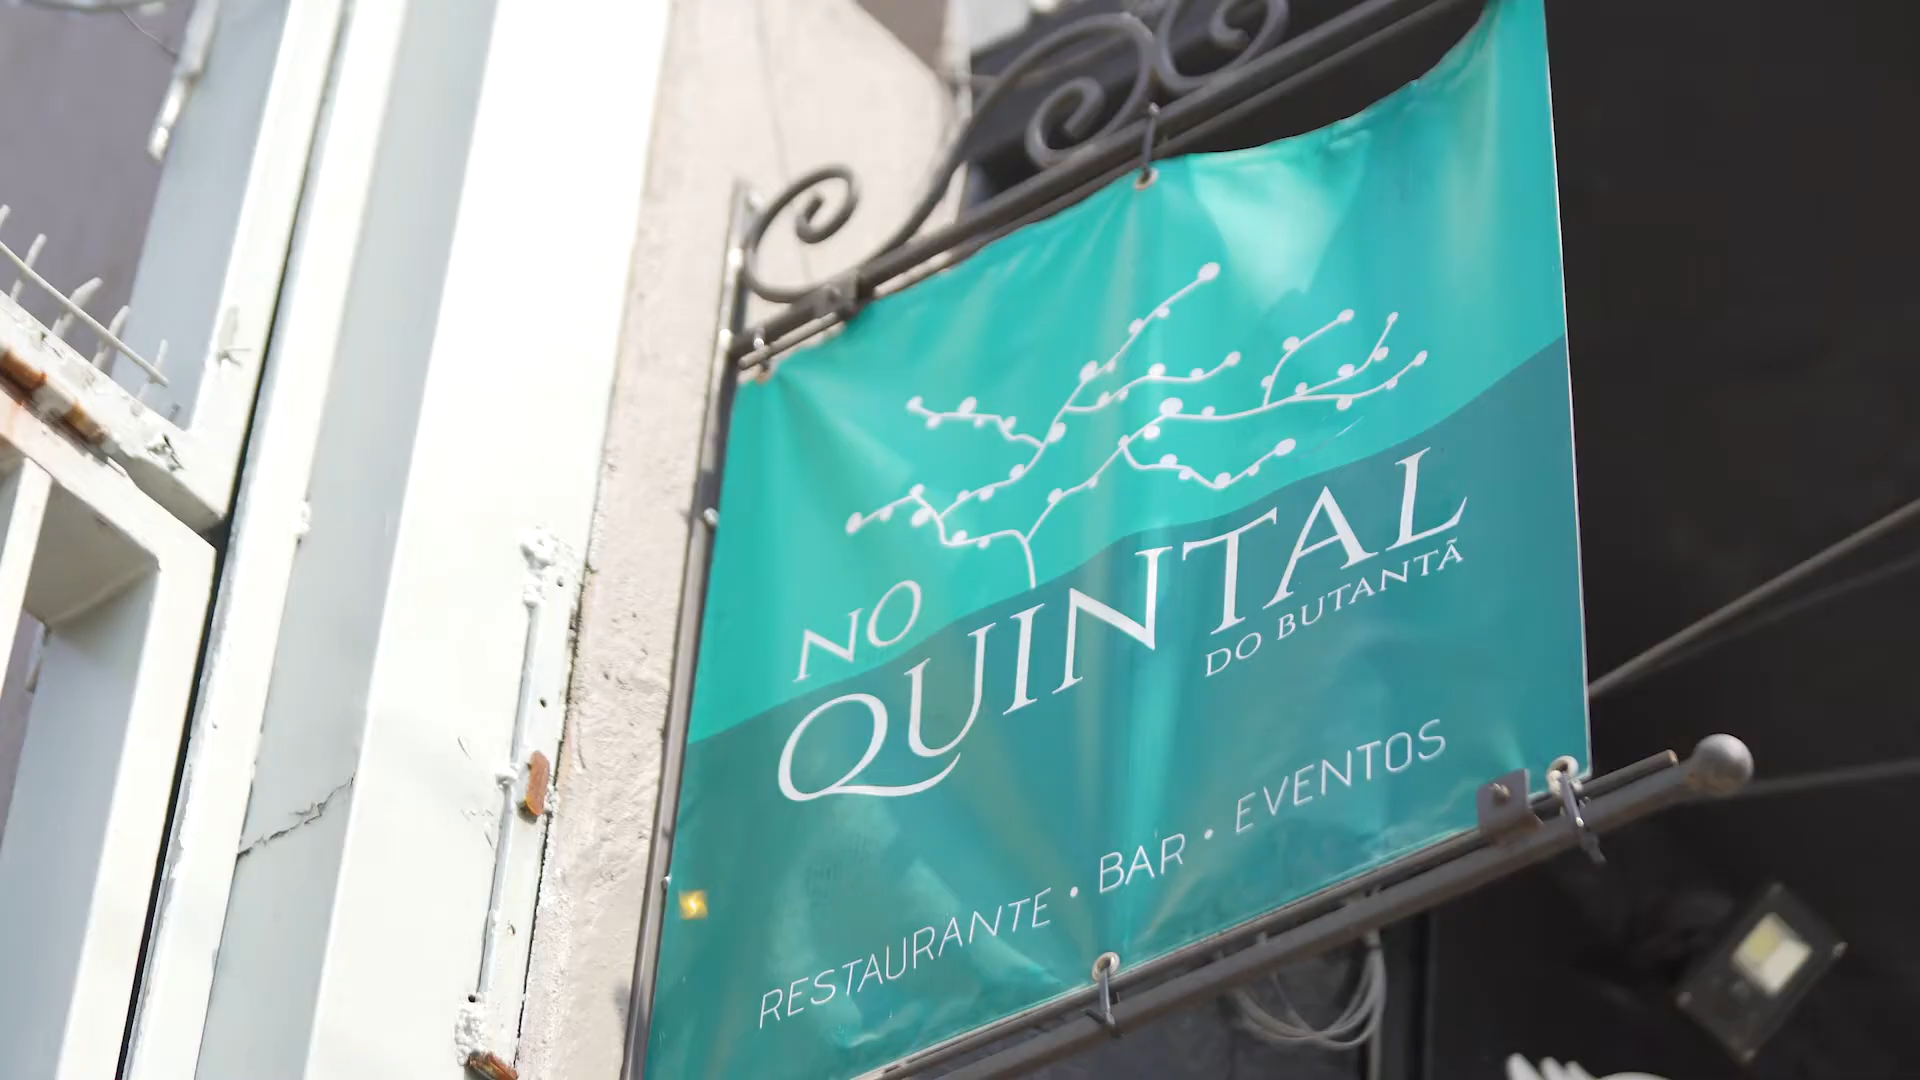 NO
QUINTAL
DO BUTANTÃ
RESTAURANTE • BAR • EVENTOS